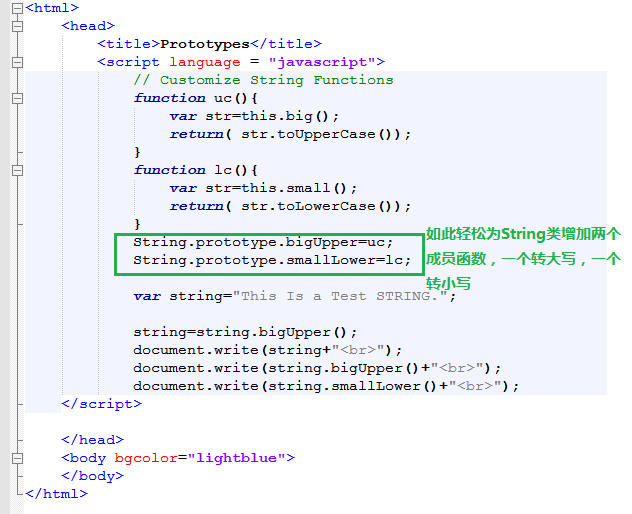 <html>
<head>
<title>Prototypes</title>
<script language = "javascript">
// Customize String Functions
function uc(){
var str=this.big();
return( str.toUpperCase());
}
function lc(){
var str=this.small();
return( str.toLowerCase());
}
String.prototype.bigUpper=uc;
String.prototype.smallLower=lc;
如此轻松为String类增加两个
成员函数，一个转大写，一个
转小写
var string="This Is a Test STRING.";
string=string.bigUpper();
document.write(string+"<br>");
document.write(string.bigUpper()+"<br>");
document.write(string.smallLower()+"<br>");
</script>
</head>
<body bgcolor="lightblue">
</body>
</html>